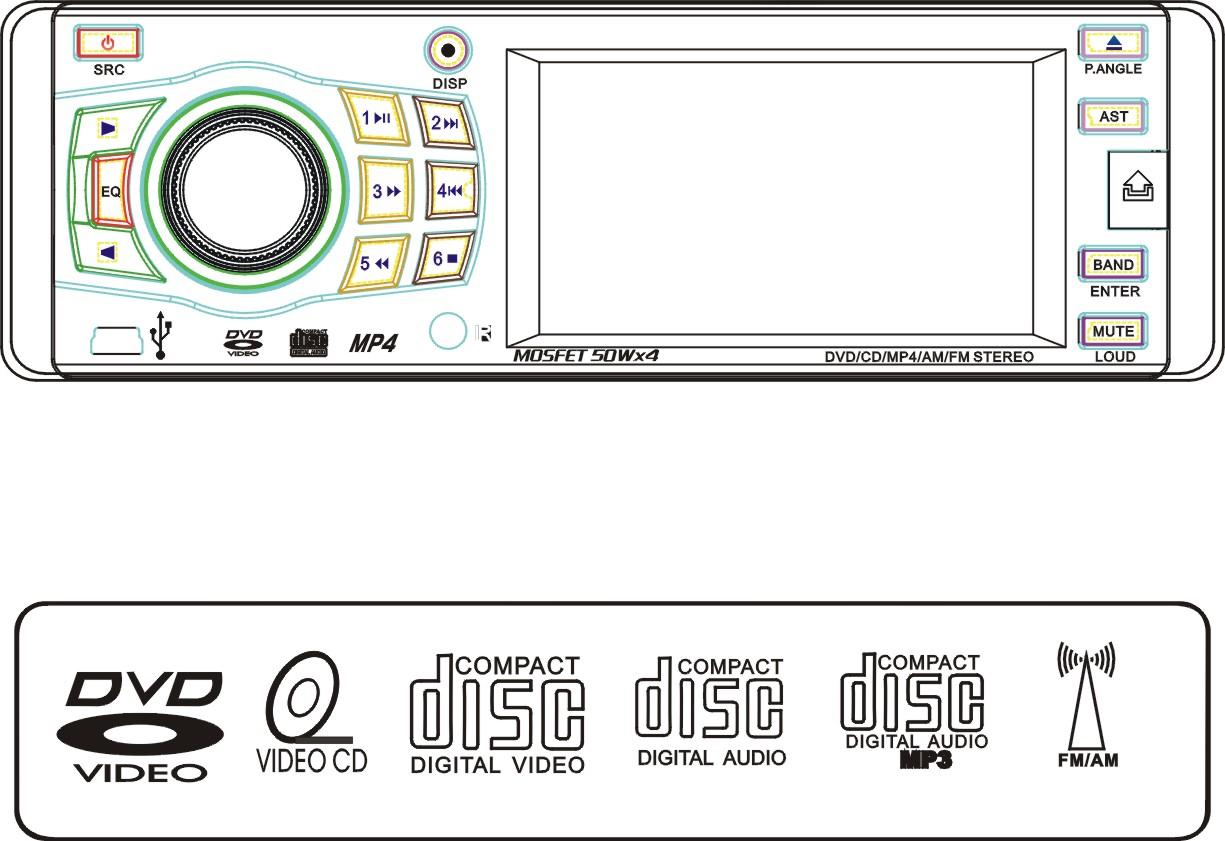 SRC
DISP
P.ANGLE
1
2
AST
EQ
3
4
5
6
BAND
ENTER
MUTE
LOUD
DVD
VIDEO
COMPACT
disc
DIGITAL AUDIO
MP4
MOSFET 50Wx4
DVD/CD/MP4/AM/FM STEREO
DVD
VIDEO
VIDEO CD
COMPACT
disc
DIGITAL VIDEO
COMPACT
disc
DIGITAL AUDIO
COMPACT
disc
DIGITAL AUDIO
MP3
FM/AM